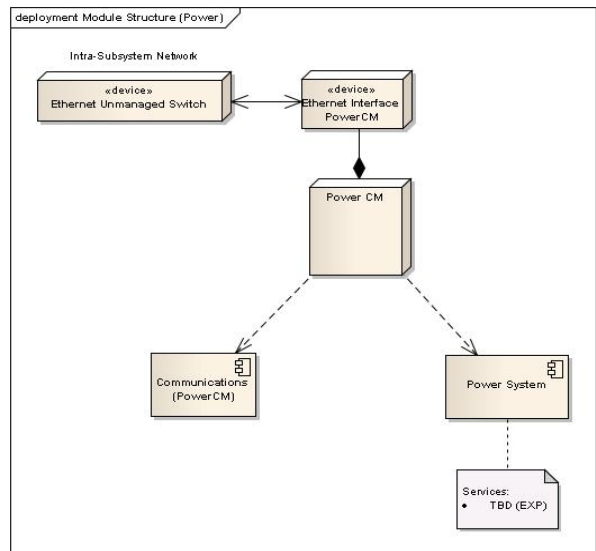 deployment Module Structure (Power)
Intra-Subsystem Network
«device»
Ethernet Unmanaged Switch
«device»
Ethernet Interface
PowerCM
Power CM
Communications
(PowerCM)
Power System
Services:
• TBD (EXP)